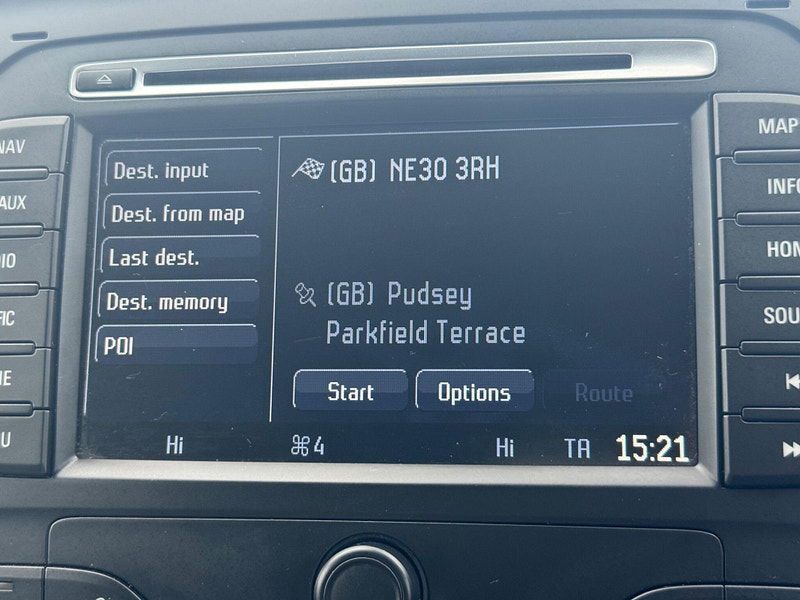 NAV
MAP
AUX
INFO
Dest. input
Dest. from map
Last dest.
Dest. memory
POI
(GB) NE30 3RH
(GB) Pudsey
Parkfield Terrace
Start
Options
Route
Hi
4
Hi
TA
15:21